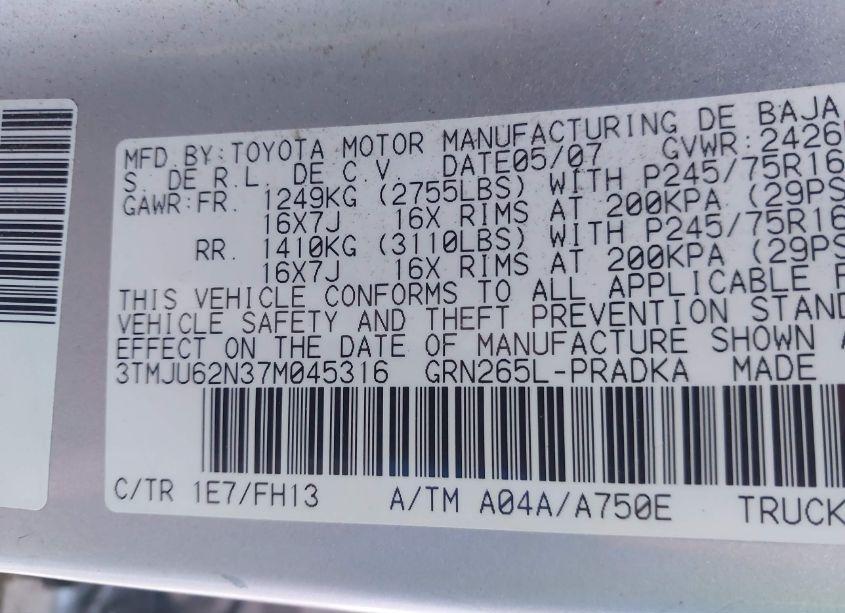 MFD. BY: TOYOTA MOTOR MANUFACTURING DE BAJA
S. DE R.L. DE C.V. DATE05/07 GVWR:2426
GAWR:FR. 1249KG (2755LBS) WITH P245/75R16
16X7J 16X RIMS AT 200KPA (29PS
RR. 1410KG (3110LBS) WITH P245/75R16
16X7J 16X RIMS AT 200KPA (29PS
THIS VEHICLE CONFORMS TO ALL APPLICABLE F
VEHICLE SAFETY AND THEFT PREVENTION STAND
EFFECT ON THE DATE OF MANUFACTURE SHOWN A
3TMJU62N37M045316 GRN265L-PRADKA MADE
C/TR 1E7/FH13 A/TM A04A/A750E TRUCK